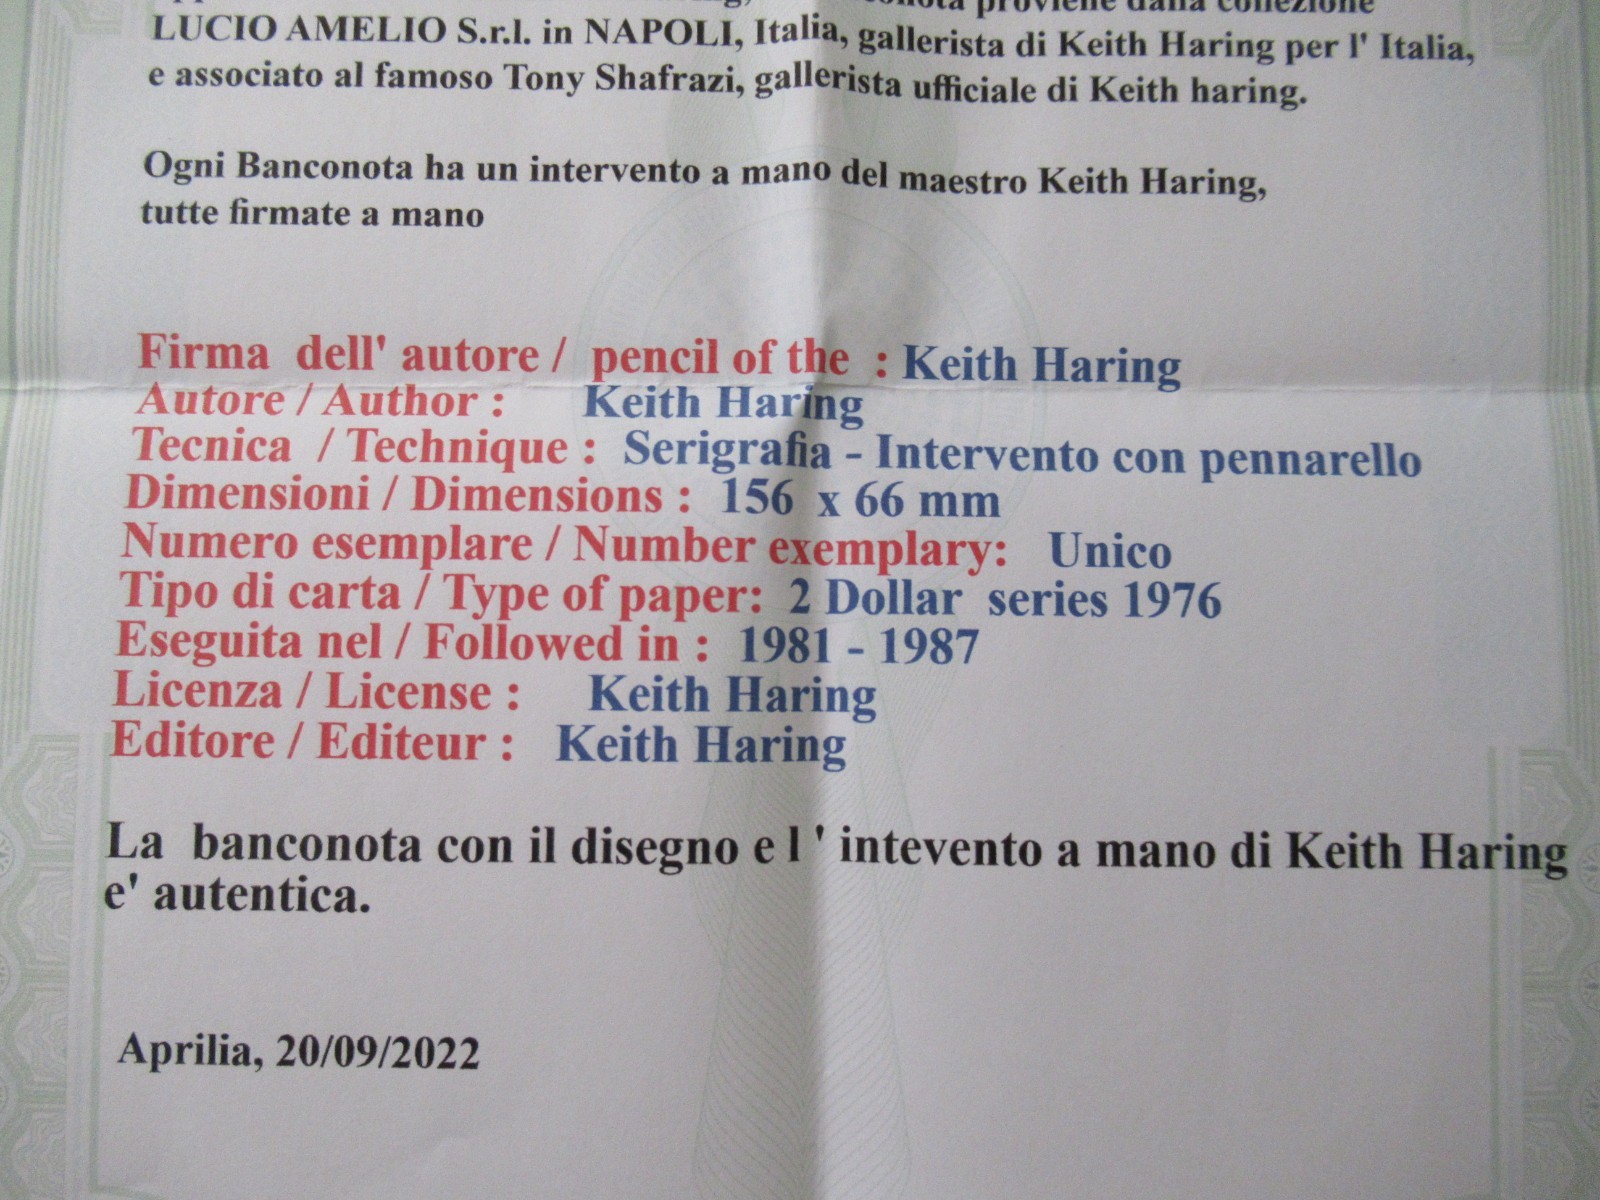 proviene dalla collezione
LUCIO AMELIO S.r.l. in NAPOLI, Italia, gallerista di Keith Haring per l' Italia,
e associato al famoso Tony Shafrazi, gallerista ufficiale di Keith haring.
Ogni Banconota ha un intervento a mano del maestro Keith Haring,
tutte firmate a mano
Firma dell' autore / pencil of the : Keith Haring
Autore / Author : Keith Haring
Tecnica / Technique : Serigrafia - Intervento con pennarello
Dimensioni / Dimensions : 156 x 66 mm
Numero esemplare / Number exemplary: Unico
Tipo di carta / Type of paper: 2 Dollar series 1976
Eseguita nel / Followed in : 1981 - 1987
Licenza / License : Keith Haring
Editore / Editeur : Keith Haring
La banconota con il disegno e l ' intevento a mano di Keith Haring
e' autentica.
Aprilia, 20/09/2022